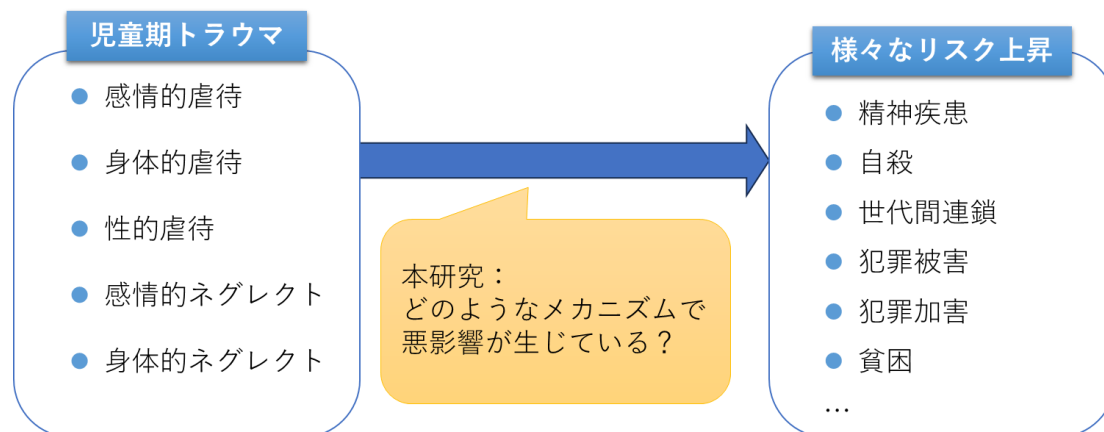 児童期トラウマ
感情的虐待
身体的虐待
性的虐待
感情的ネグレクト
身体的ネグレクト
本研究：
どのようなメカニズムで
悪影響が生じている？
様々なリスク上昇
精神疾患
自殺
世代間連鎖
犯罪被害
犯罪加害
貧困
…